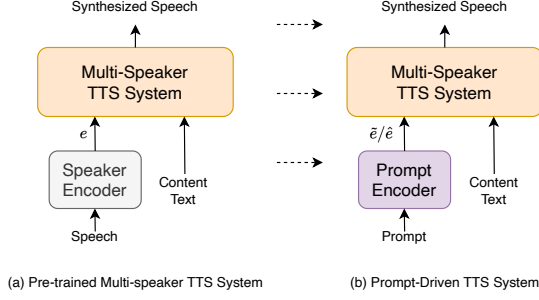 Synthesized Speech
Synthesized Speech
Multi-Speaker
TTS System
Multi-Speaker
TTS System
e
ẽ/ê
Speaker
Encoder
Content
Text
Prompt
Encoder
Content
Text
Speech
Prompt
(a) Pre-trained Multi-speaker TTS System
(b) Prompt-Driven TTS System